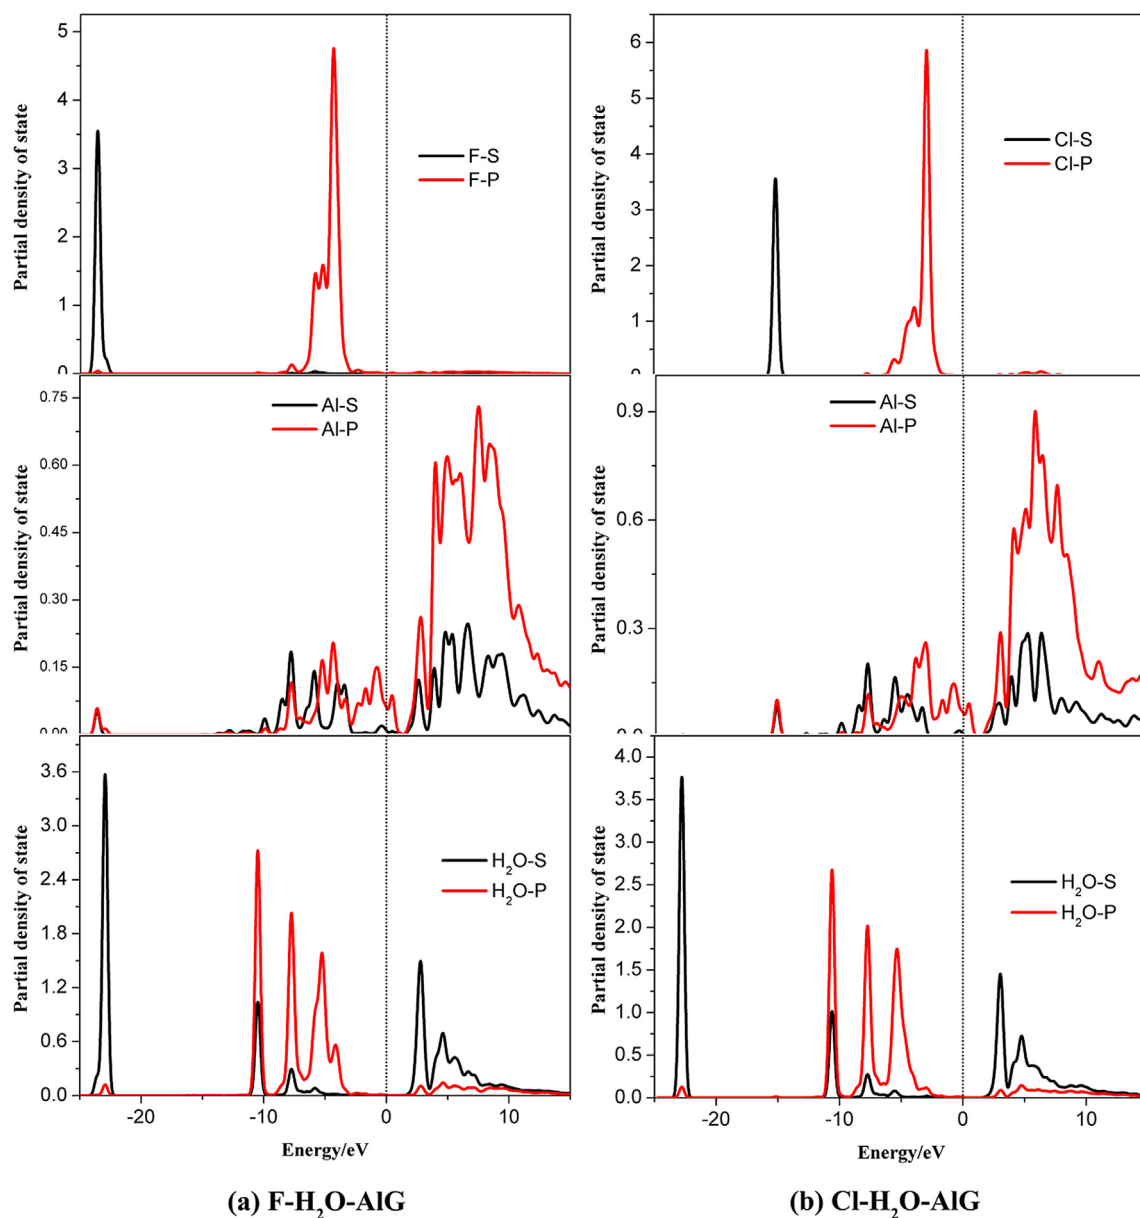 Partial density of state
5
4
3
2
1
0
F-S
F-P
Partial density of state
6
5
4
3
2
1
0
Cl-S
Cl-P
Partial density of state
0.75
0.60
0.45
0.30
0.15
0.00
Al-S
Al-P
Partial density of state
0.9
0.6
0.3
0.0
Al-S
Al-P
Partial density of state
3.6
3.0
2.4
1.8
1.2
0.6
0.0
H₂O-S
H₂O-P
-20 -10 0 10
Energy/eV
Partial density of state
4.0
3.5
3.0
2.5
2.0
1.5
1.0
0.5
0.0
H₂O-S
H₂O-P
-20 -10 0 10
Energy/eV
(a) F-H₂O-AlG
(b) Cl-H₂O-AlG